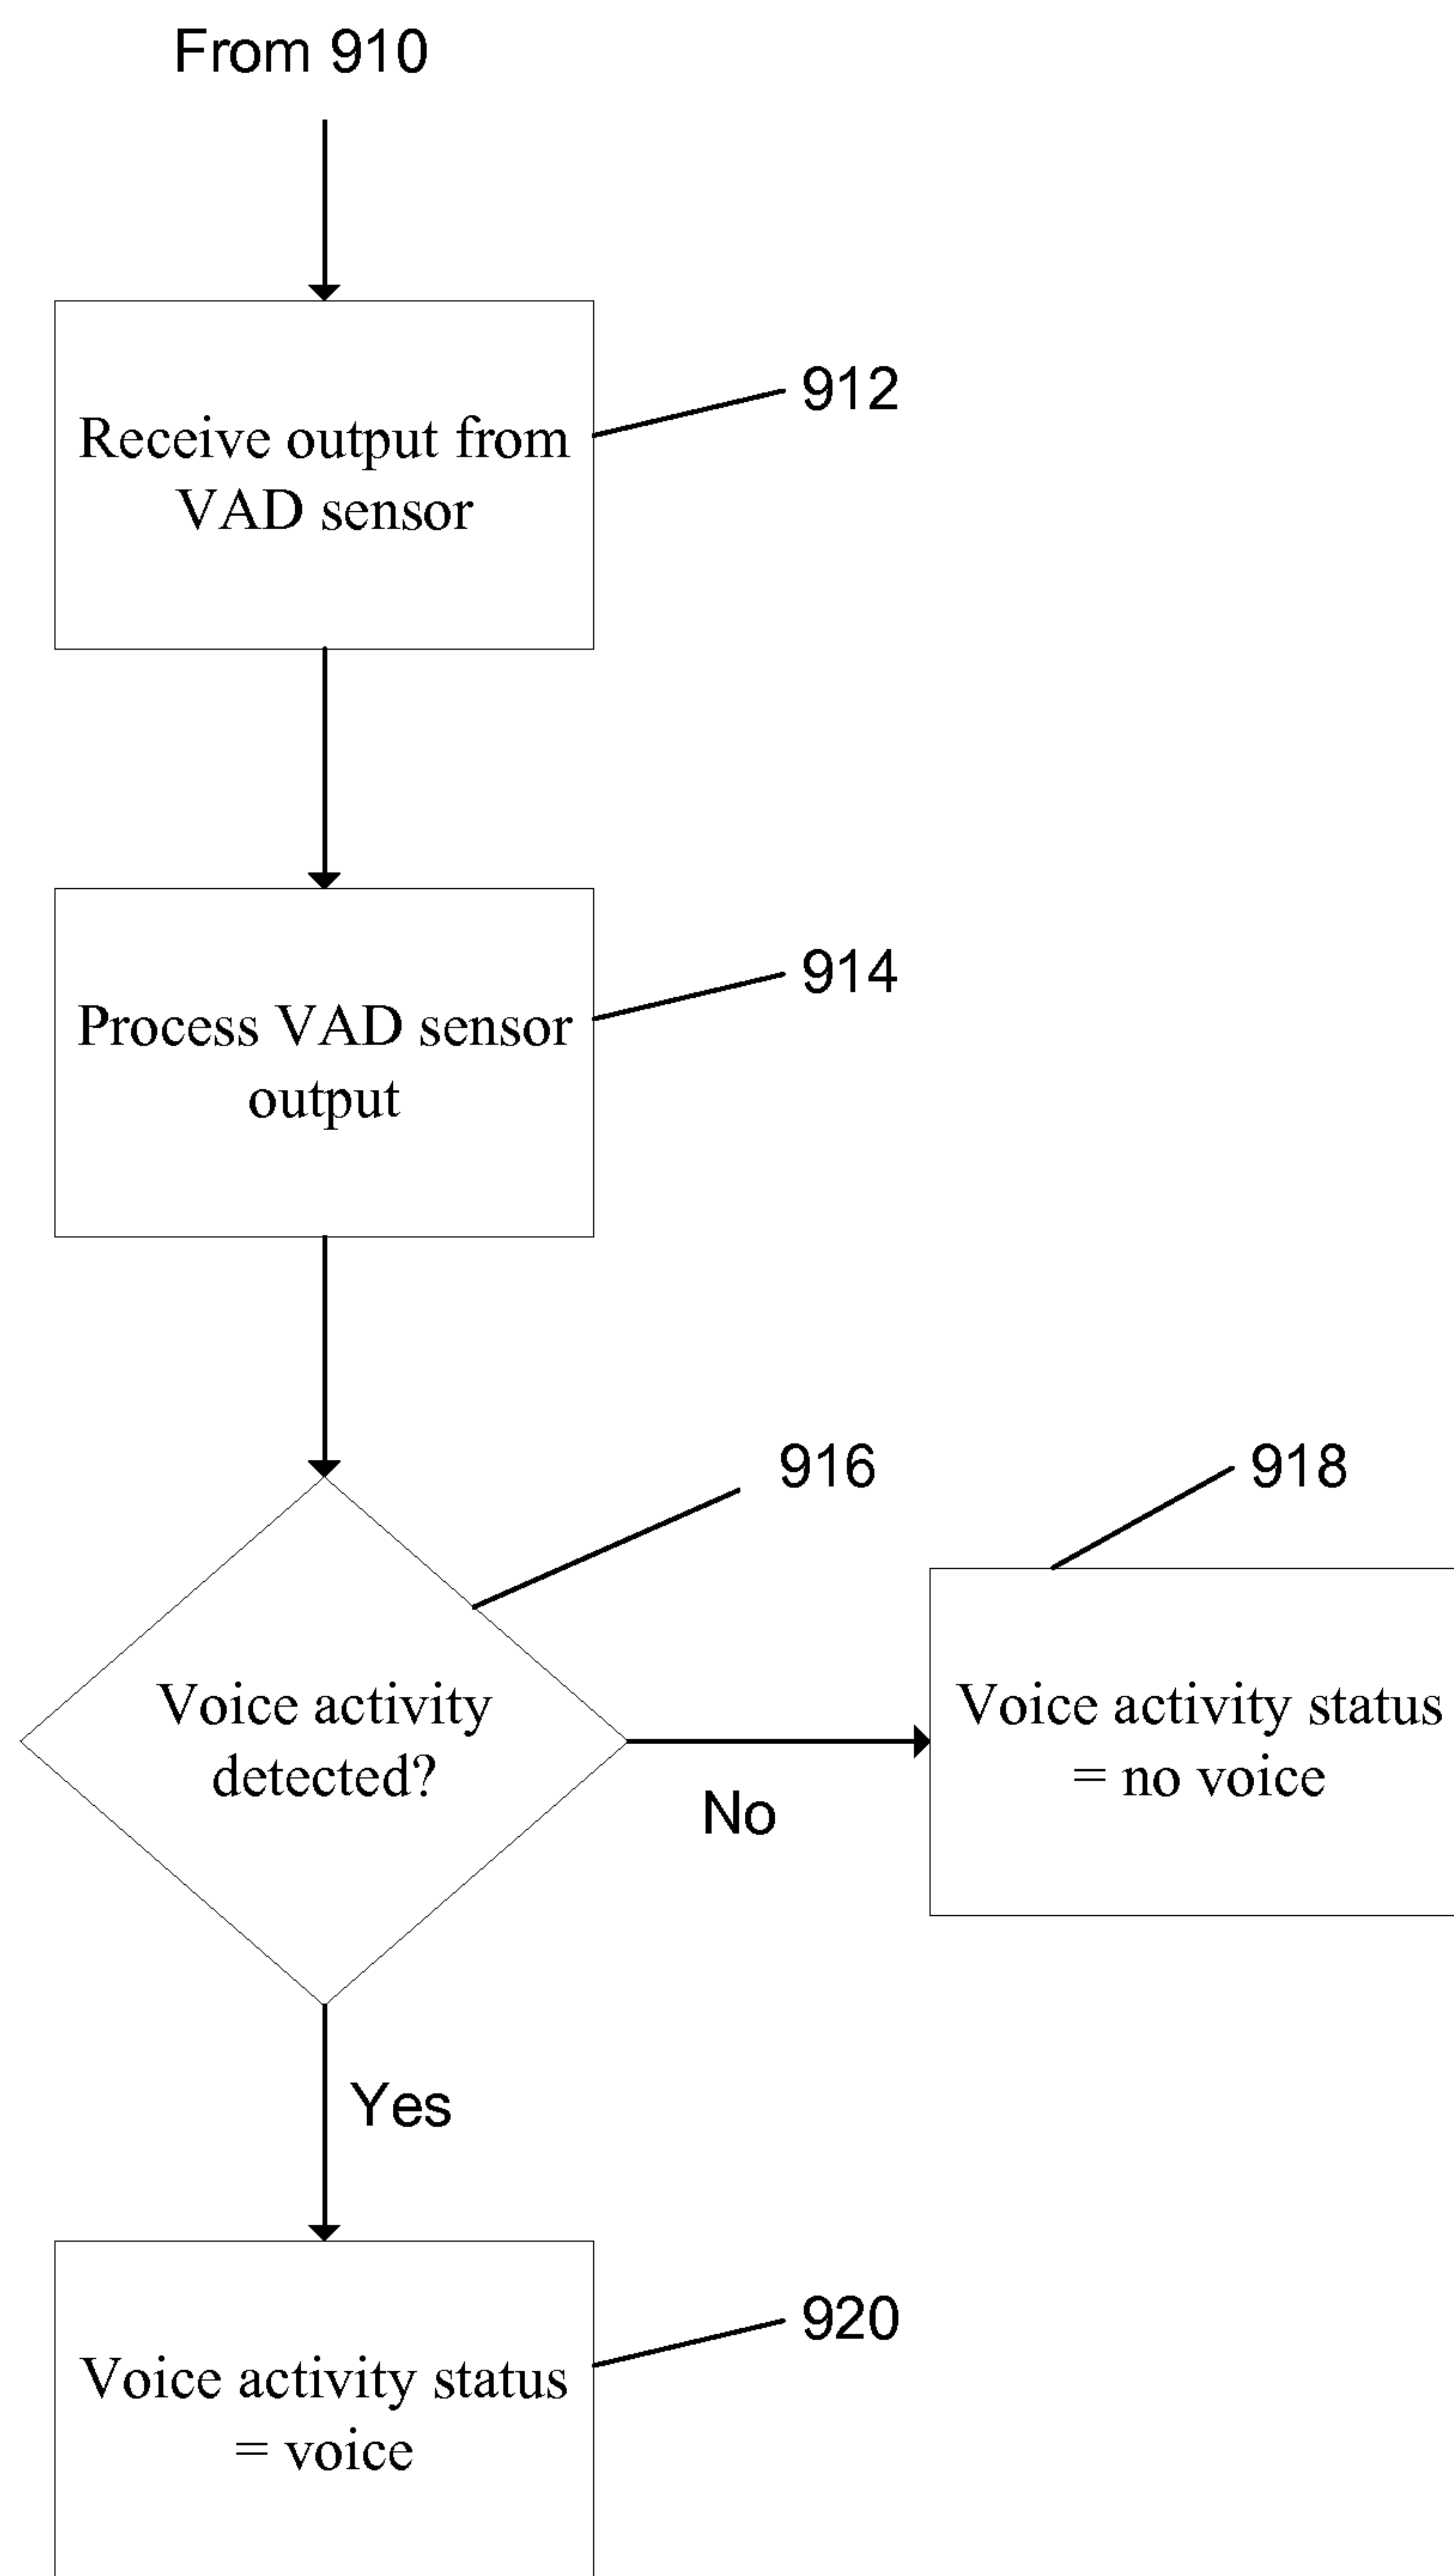 From 910
912
Receive output from
VAD sensor
914
Process VAD sensor
output
916
918
Voice activity
detected?
No
Voice activity status
= no voice
Yes
920
Voice activity status
= voice